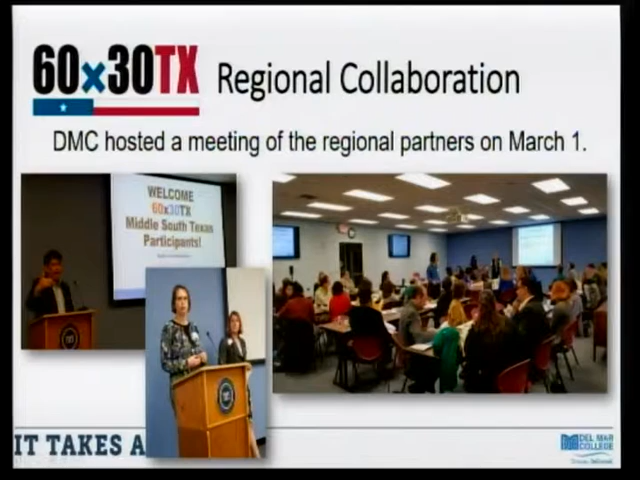 60x30TX Regional Collaboration
DMC hosted a meeting of the regional partners on March 1.
WELCOME
60x30TX
Middle South Texas
Participants!
IT TAKES A
DEL MAR
COLLEGE